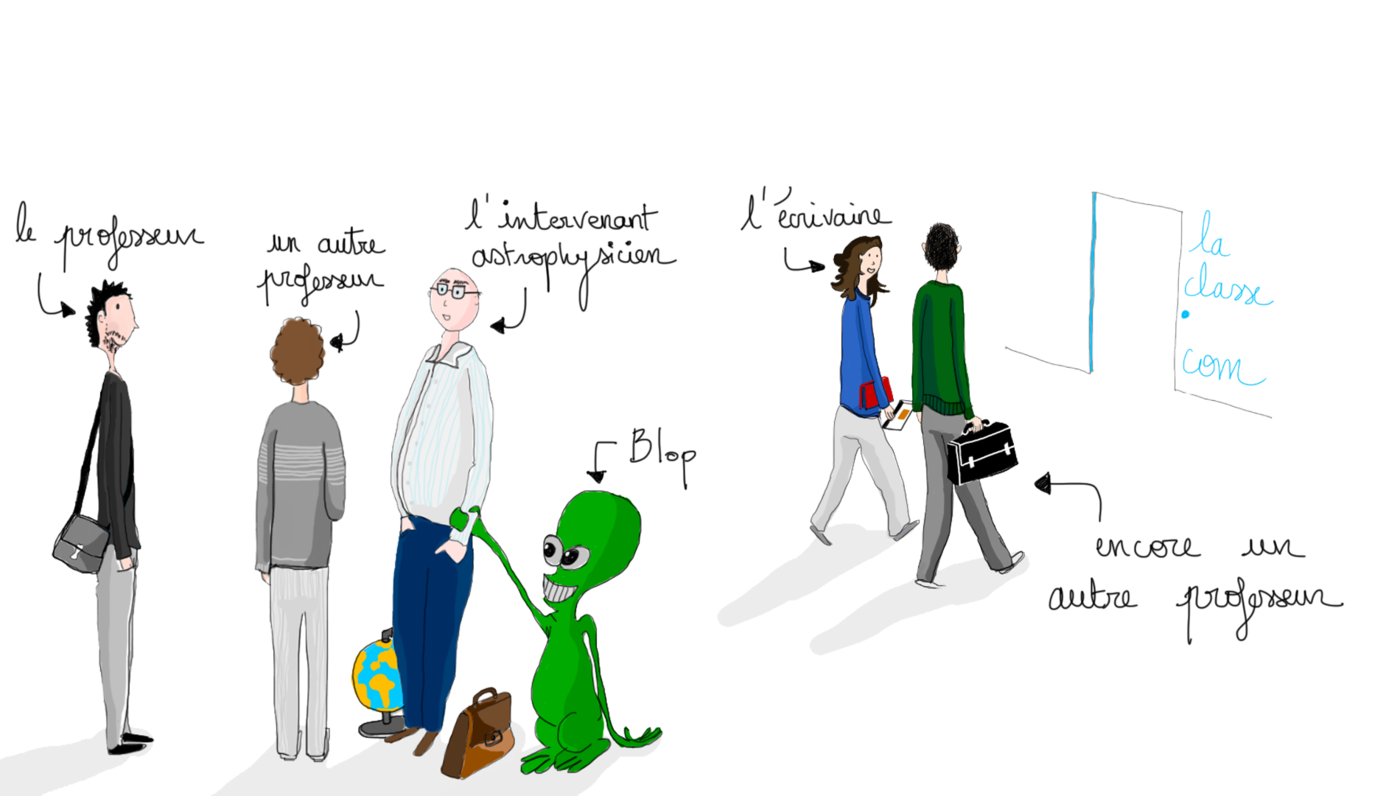 le professeur
un autre
professeur
l'intervenant
astrophysicien
Blop
l'écrivaine
la
classe
.
com
encore un
autre professeur